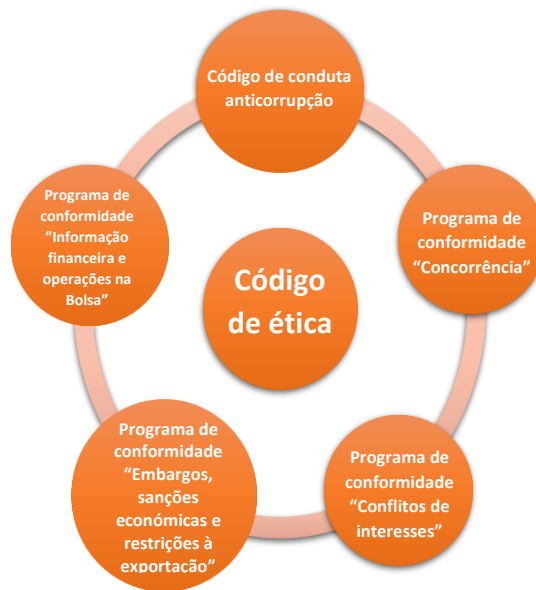 Código de conduta
anticorrupção
Programa de
conformidade
“Informação
financeira e
operações na
Bolsa”
Programa de
conformidade
“Concorrência”
Código
de ética
Programa de
conformidade
“Embargos,
sanções
económicas e
restrições à
exportação”
Programa de
conformidade
“Conflitos de
interesses”